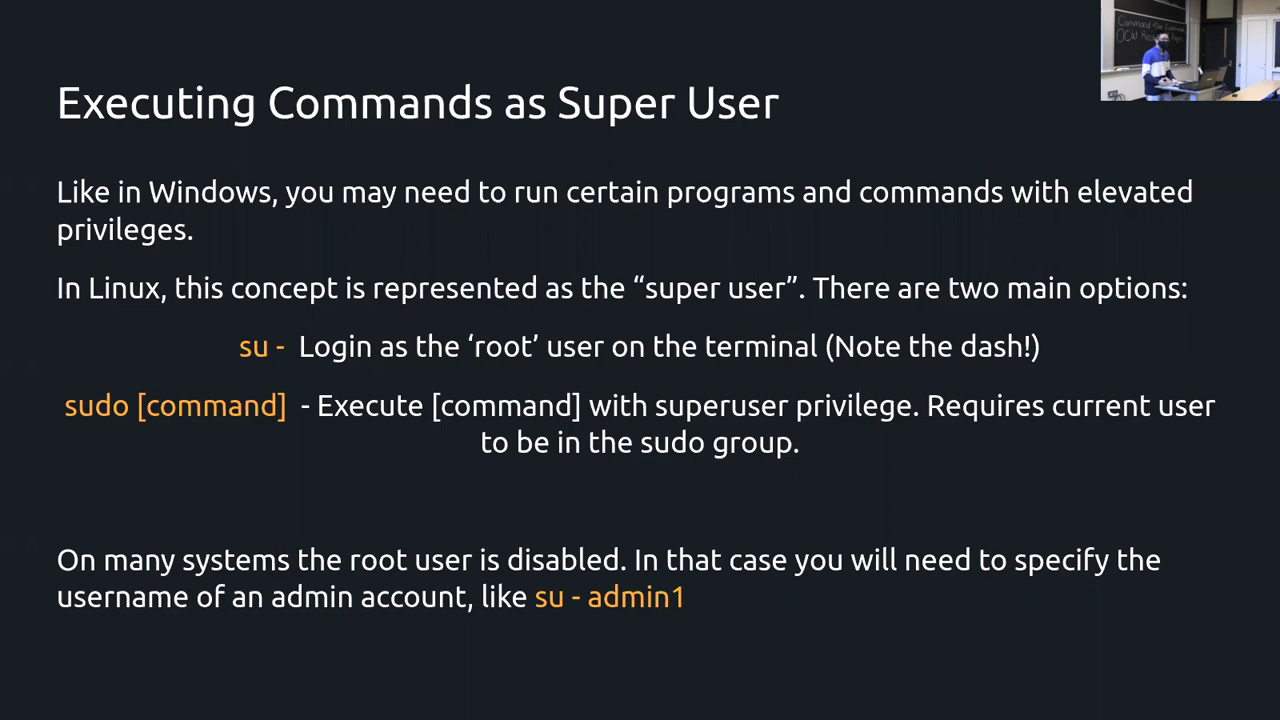 Command-line
OCW
Executing Commands as Super User
Like in Windows, you may need to run certain programs and commands with elevated
privileges.
In Linux, this concept is represented as the “super user”. There are two main options:
su - Login as the ‘root’ user on the terminal (Note the dash!)
sudo [command] - Execute [command] with superuser privilege. Requires current user
to be in the sudo group.
On many systems the root user is disabled. In that case you will need to specify the
username of an admin account, like su - admin1